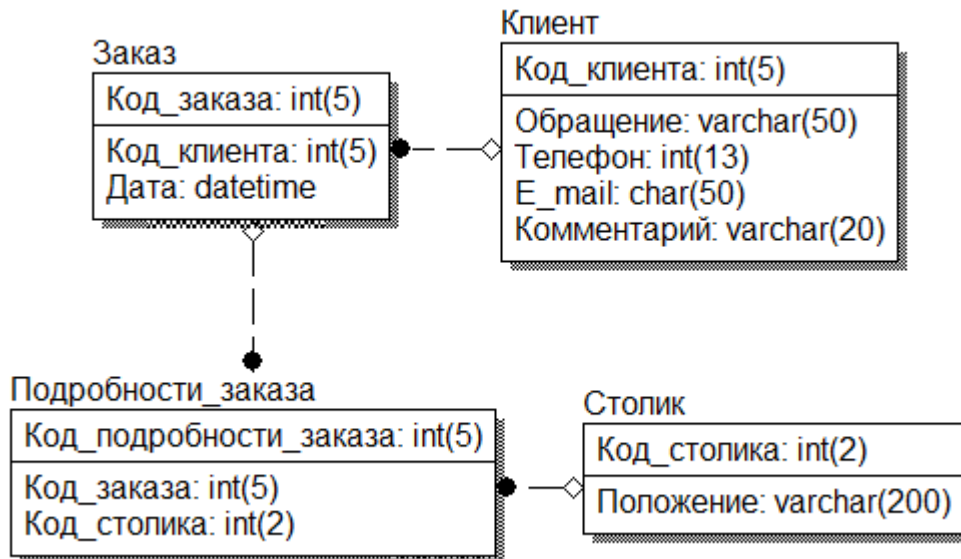 Заказ
Код_заказа: int(5)
Код_клиента: int(5)
Дата: datetime
Клиент
Код_клиента: int(5)
Обращение: varchar(50)
Телефон: int(13)
E_mail: char(50)
Комментарий: varchar(20)
Подробности_заказа
Код_подробности_заказа: int(5)
Код_заказа: int(5)
Код_столика: int(2)
Столик
Код_столика: int(2)
Положение: varchar(200)